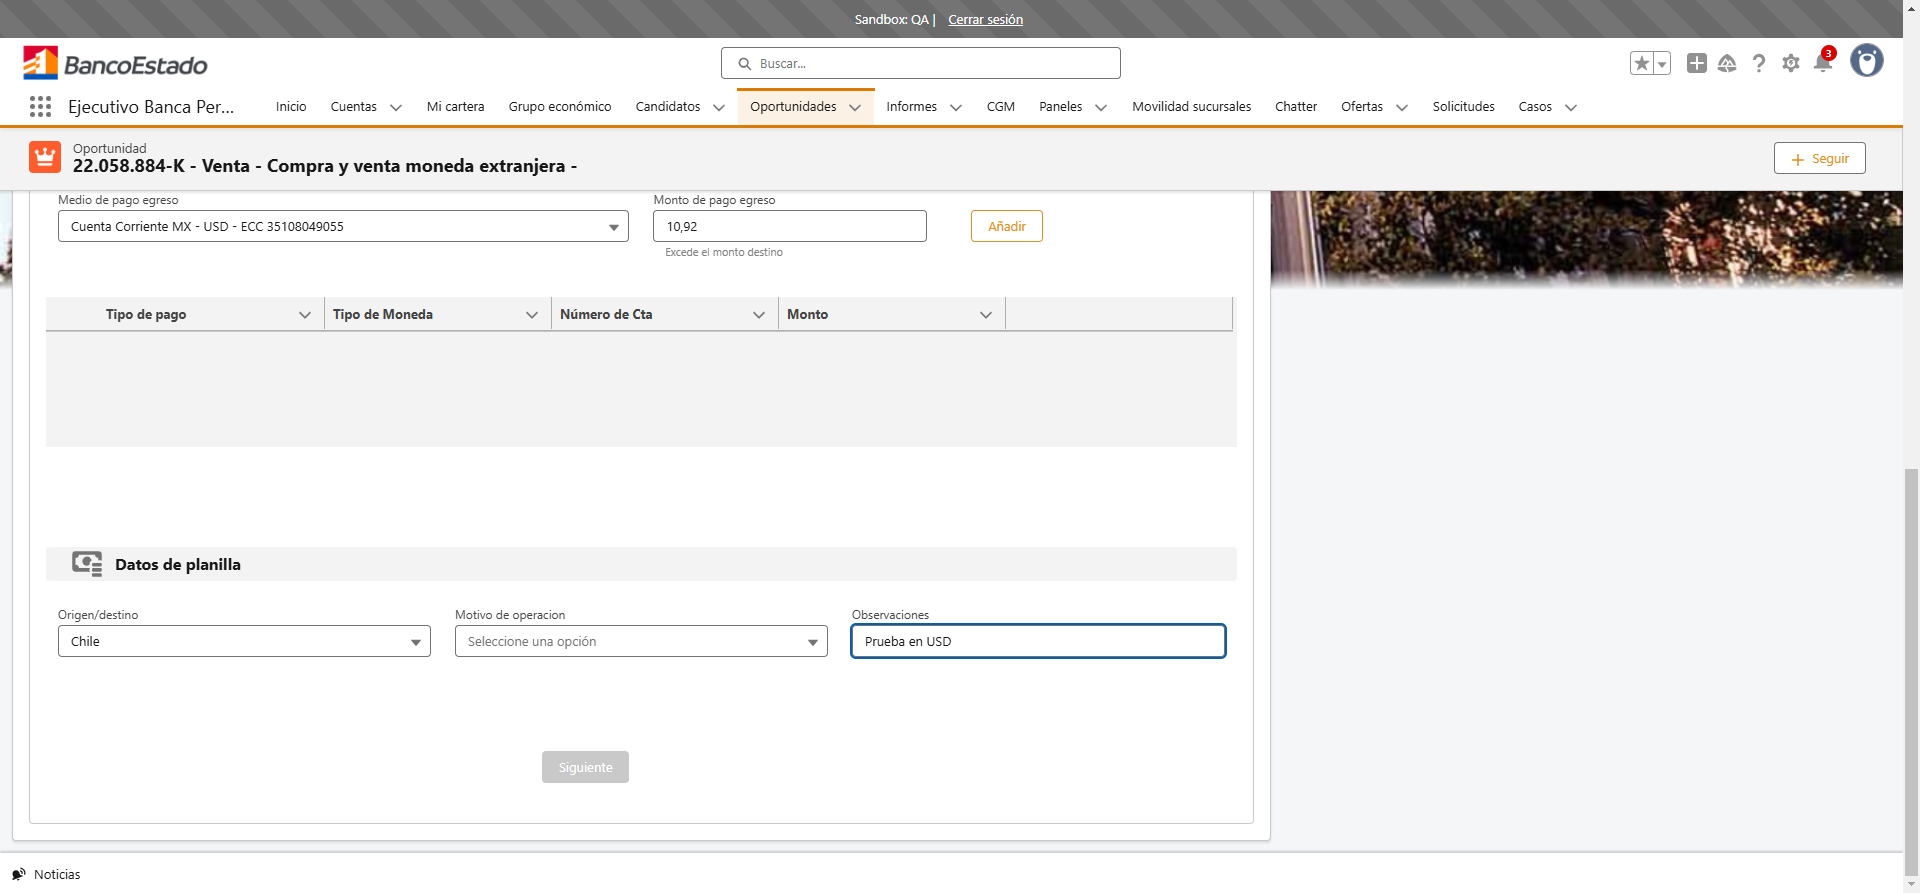 Sandbox: QA | Cerrar sesión
BancoEstado
Buscar...
3
Ejecutivo Banca Per...
Inicio
Cuentas
Mi cartera
Grupo económico
Candidatos
Oportunidades
Informes
CGM
Paneles
Movilidad sucursales
Chatter
Ofertas
Solicitudes
Casos
Oportunidad
22.058.884-K - Venta - Compra y venta moneda extranjera -
Seguir
Medio de pago egreso
Monto de pago egreso
Cuenta Corriente MX - USD - ECC 35108049055
10,92
Añadir
Excede el monto destino
Tipo de pago
Tipo de Moneda
Número de Cta
Monto
Datos de planilla
Origen/destino
Motivo de operacion
Observaciones
Chile
Seleccione una opción
Prueba en USD
Siguiente
Noticias